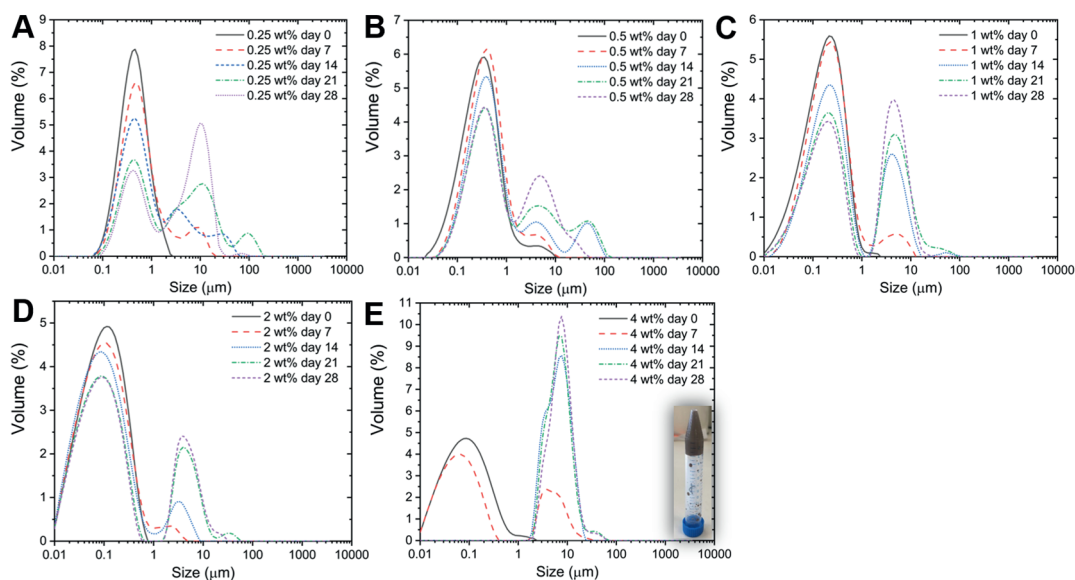 A
9
8
7
6
5
4
3
2
1
0
Volume (%)
0.25 wt% day 0
0.25 wt% day 7
0.25 wt% day 14
0.25 wt% day 21
0.25 wt% day 28
0.01 0.1 1 10 100 1000 10000
Size (μm)
B
7
6
5
4
3
2
1
0
Volume (%)
0.5 wt% day 0
0.5 wt% day 7
0.5 wt% day 14
0.5 wt% day 21
0.5 wt% day 28
0.01 0.1 1 10 100 1000 10000
Size (μm)
C
6
5
4
3
2
1
0
Volume (%)
1 wt% day 0
1 wt% day 7
1 wt% day 14
1 wt% day 21
1 wt% day 28
0.01 0.1 1 10 100 1000 10000
Size (μm)
D
5
4
3
2
1
0
Volume (%)
2 wt% day 0
2 wt% day 7
2 wt% day 14
2 wt% day 21
2 wt% day 28
0.01 0.1 1 10 100 1000 10000
Size (μm)
E
11
10
9
8
7
6
5
4
3
2
1
0
Volume (%)
4 wt% day 0
4 wt% day 7
4 wt% day 14
4 wt% day 21
4 wt% day 28
0.01 0.1 1 10 100 1000 10000
Size (μm)